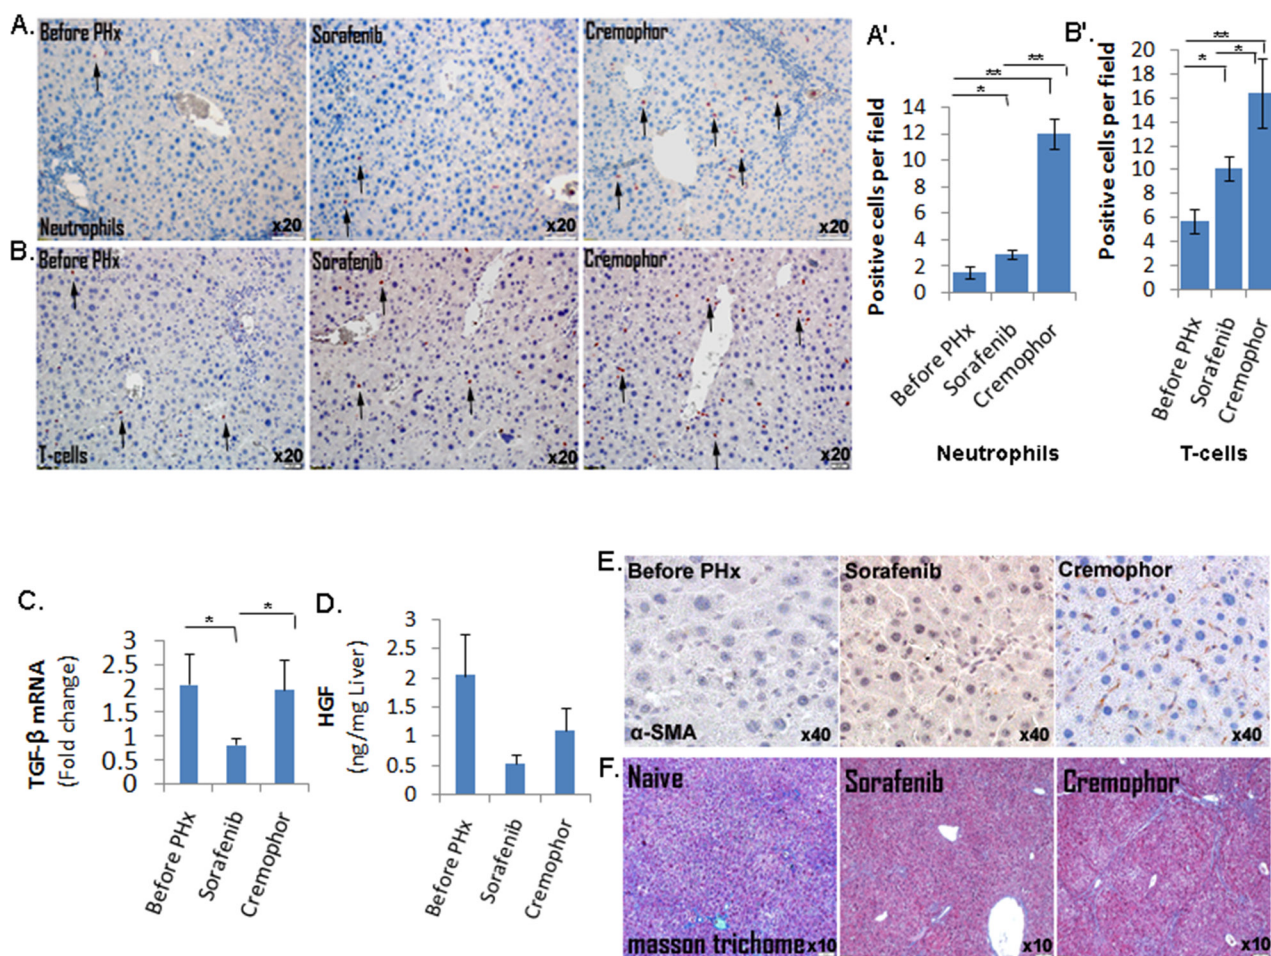 A.
Before PHx
Neutrophils
x20
Sorafenib
x20
Cremophor
x20
B.
Before PHx
T-cells
x20
Sorafenib
x20
Cremophor
x20
A'.
Positive cells per field
14
12
10
8
6
4
2
0
*
**
**
Before PHx
Sorafenib
Cremophor
Neutrophils
B'.
Positive cells per field
20
18
16
14
12
10
8
6
4
2
0
**
*
*
Before PHx
Sorafenib
Cremophor
T-cells
C.
TGF-β mRNA
(Fold change)
3
2.5
2
1.5
1
0.5
0
*
*
Before PHx
Sorafenib
Cremophor
D.
HGF
(ng/mg Liver)
3
2.5
2
1.5
1
0.5
0
Before PHx
Sorafenib
Cremophor
E.
Before PHx
α-SMA
x40
Sorafenib
x40
Cremophor
x40
F.
Naive
masson trichome x10
Sorafenib
x10
Cremophor
x10